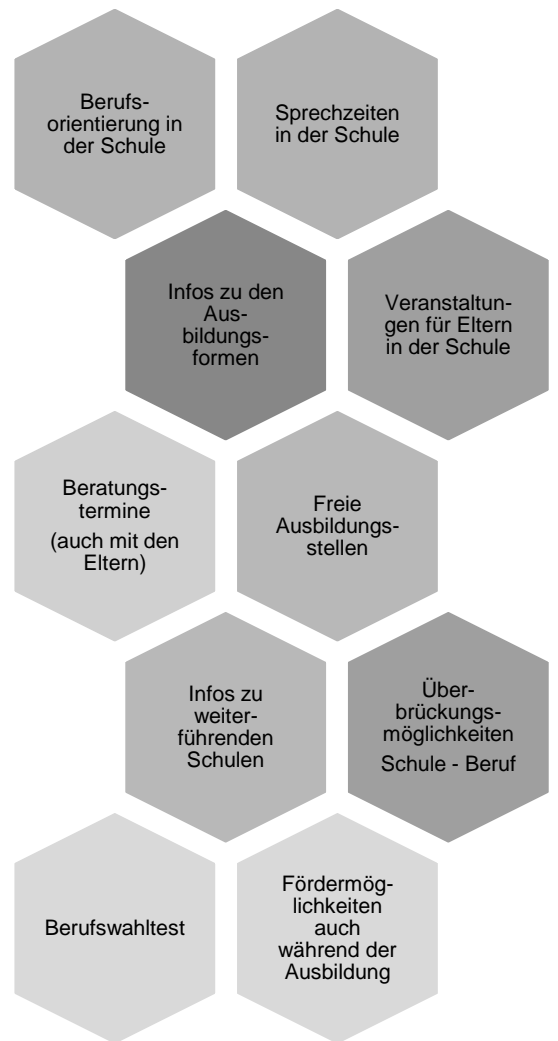 Berufs-
orientierung in
der Schule
Sprechzeiten
in der Schule
Infos zu den
Aus-
bildungs-
formen
Veranstaltun-
gen für Eltern
in der Schule
Beratungs-
termine
(auch mit den
Eltern)
Freie
Ausbildungs-
stellen
Infos zu
weiter-
führenden
Schulen
Über-
brückungs-
möglichkeiten
Schule - Beruf
Berufswahltest
Fördermög-
lichkeiten
auch
während der
Ausbildung